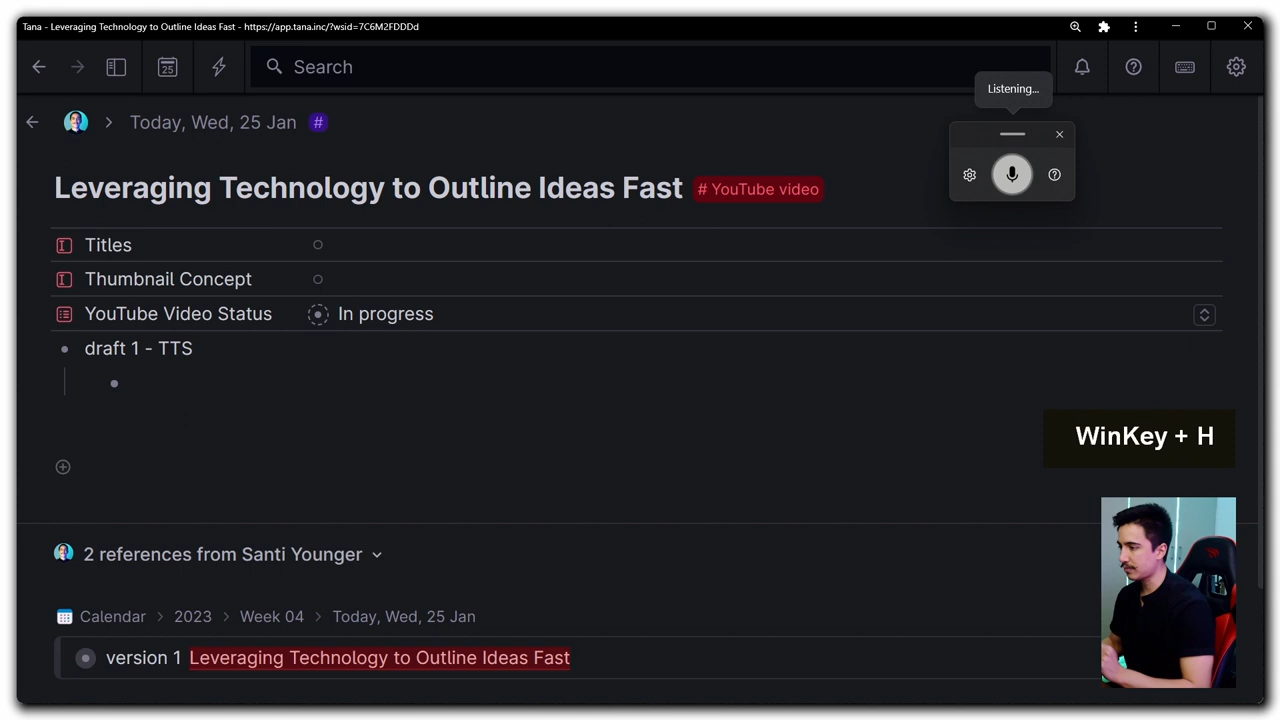 Tana - Leveraging Technology to Outline Ideas Fast - https://app.tana.inc/?wsid=7C6M2FDDDd
25
Search
Listening...
Today, Wed, 25 Jan #
Leveraging Technology to Outline Ideas Fast # YouTube video
Titles
Thumbnail Concept
YouTube Video Status In progress
draft 1 - TTS
WinKey + H
2 references from Santi Younger
Calendar > 2023 > Week 04 > Today, Wed, 25 Jan
version 1 Leveraging Technology to Outline Ideas Fast